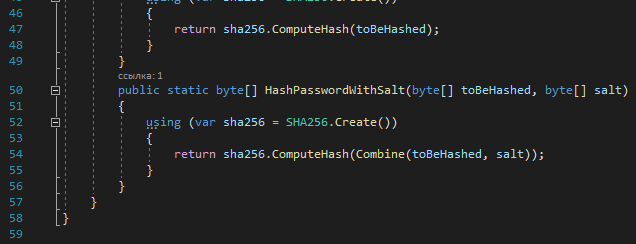 46 {
47 return sha256.ComputeHash(toBeHashed);
48 }
49 }
ссылка: 1
50 public static byte[] HashPasswordWithSalt(byte[] toBeHashed, byte[] salt)
51 {
52 using (var sha256 = SHA256.Create())
53 {
54 return sha256.ComputeHash(Combine(toBeHashed, salt));
55 }
56 }
57 }
58 }
59